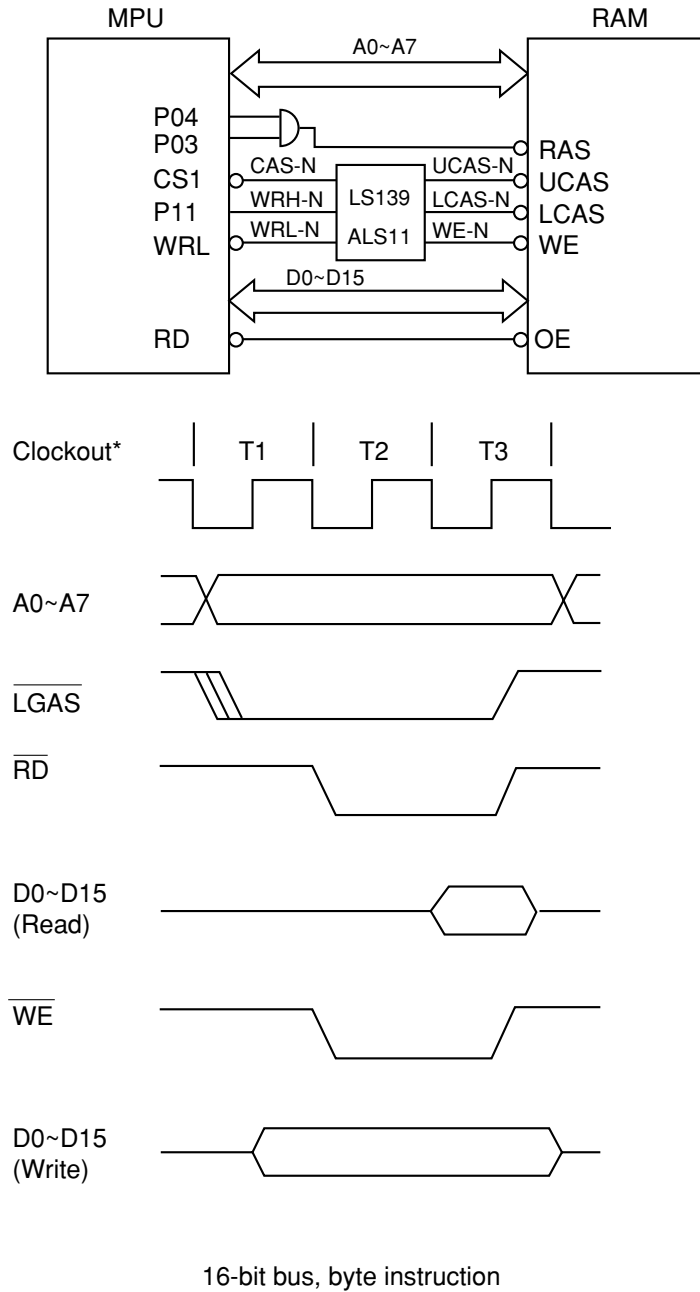 MPU
RAM
A0~A7
P04
P03
RAS
CS1
CAS-N
UCAS-N
UCAS
P11
WRH-N
LS139
LCAS-N
LCAS
WRL
WRL-N
ALS11
WE-N
WE
D0~D15
RD
OE
Clockout*
T1
T2
T3
A0~A7
LGAS
RD
D0~D15
(Read)
WE
D0~D15
(Write)
16-bit bus, byte instruction